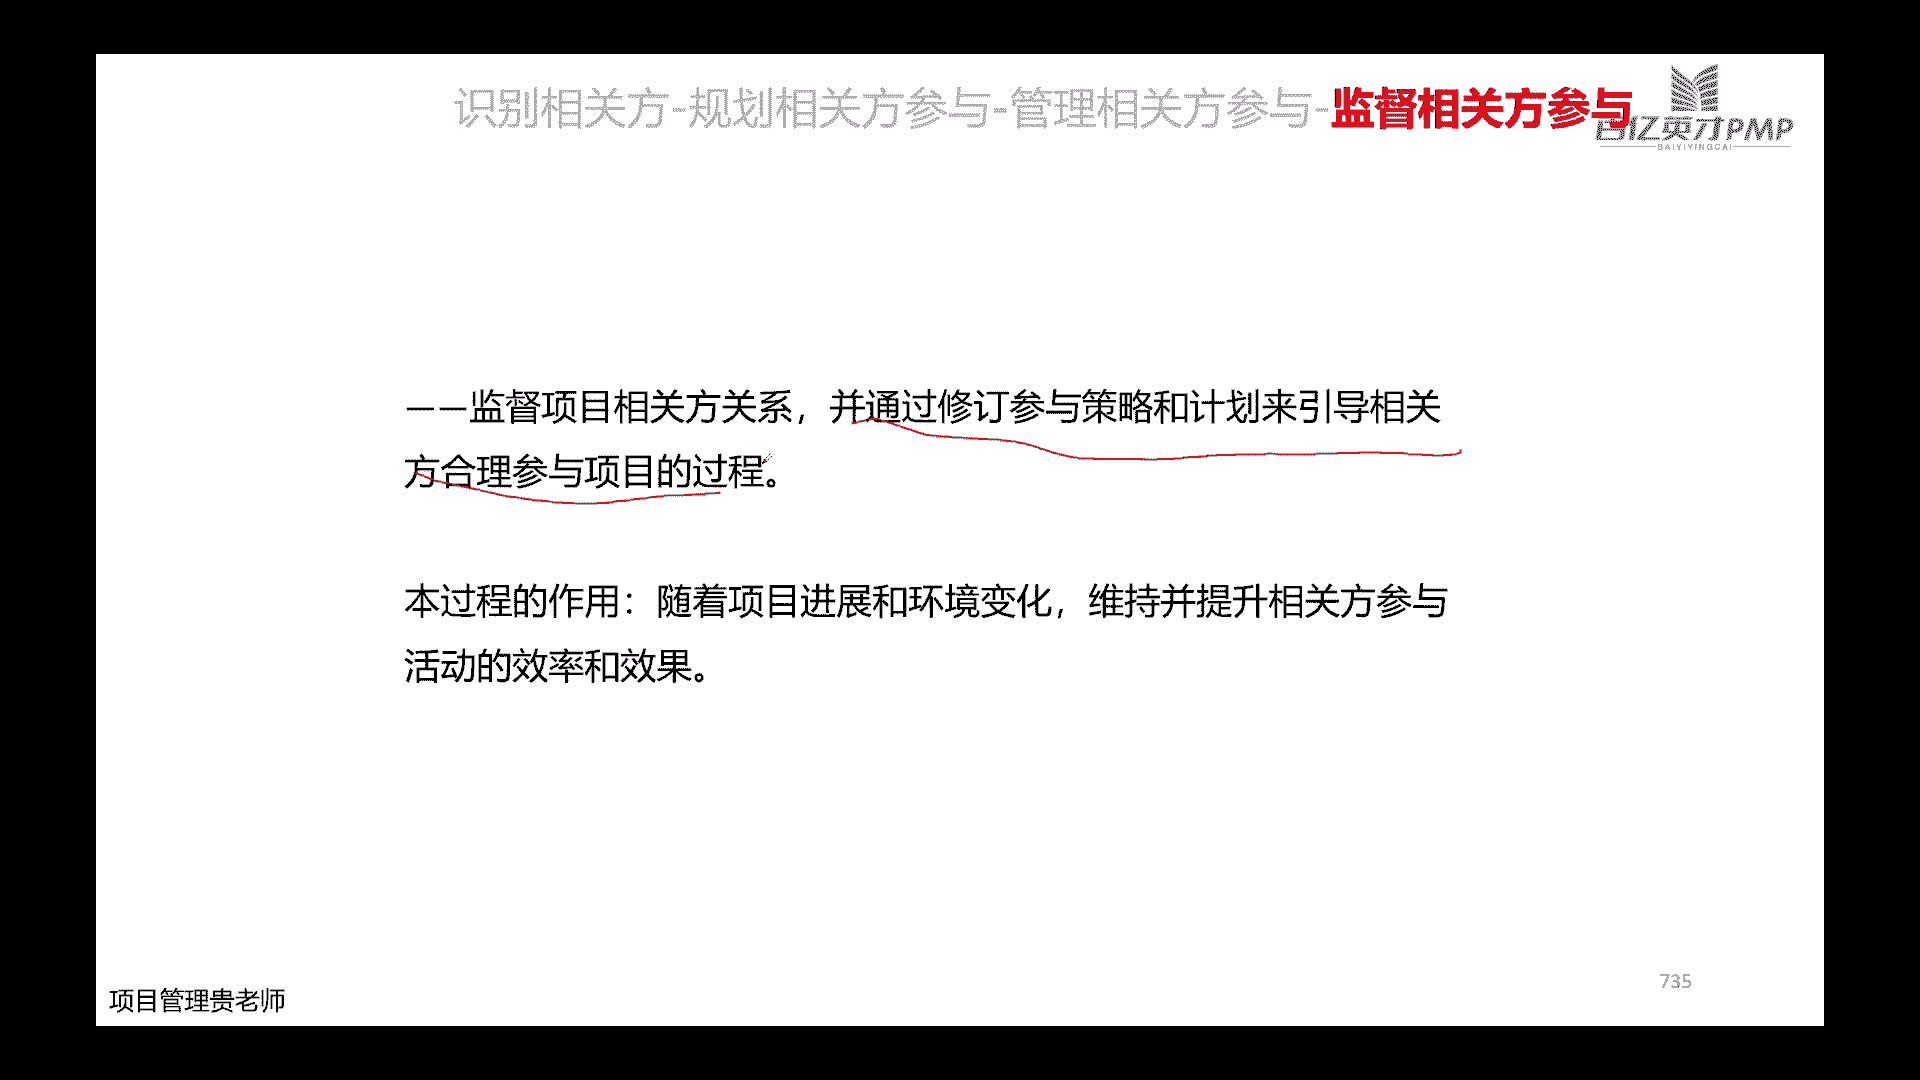 识别相关方-规划相关方参与-管理相关方参与-监督相关方参与
百亿英才PMP
BAIYIYINGCAI
——监督项目相关方关系，并通过修订参与策略和计划来引导相关
方合理参与项目的过程。
本过程的作用：随着项目进展和环境变化，维持并提升相关方参与
活动的效率和效果。
735
项目管理贵老师